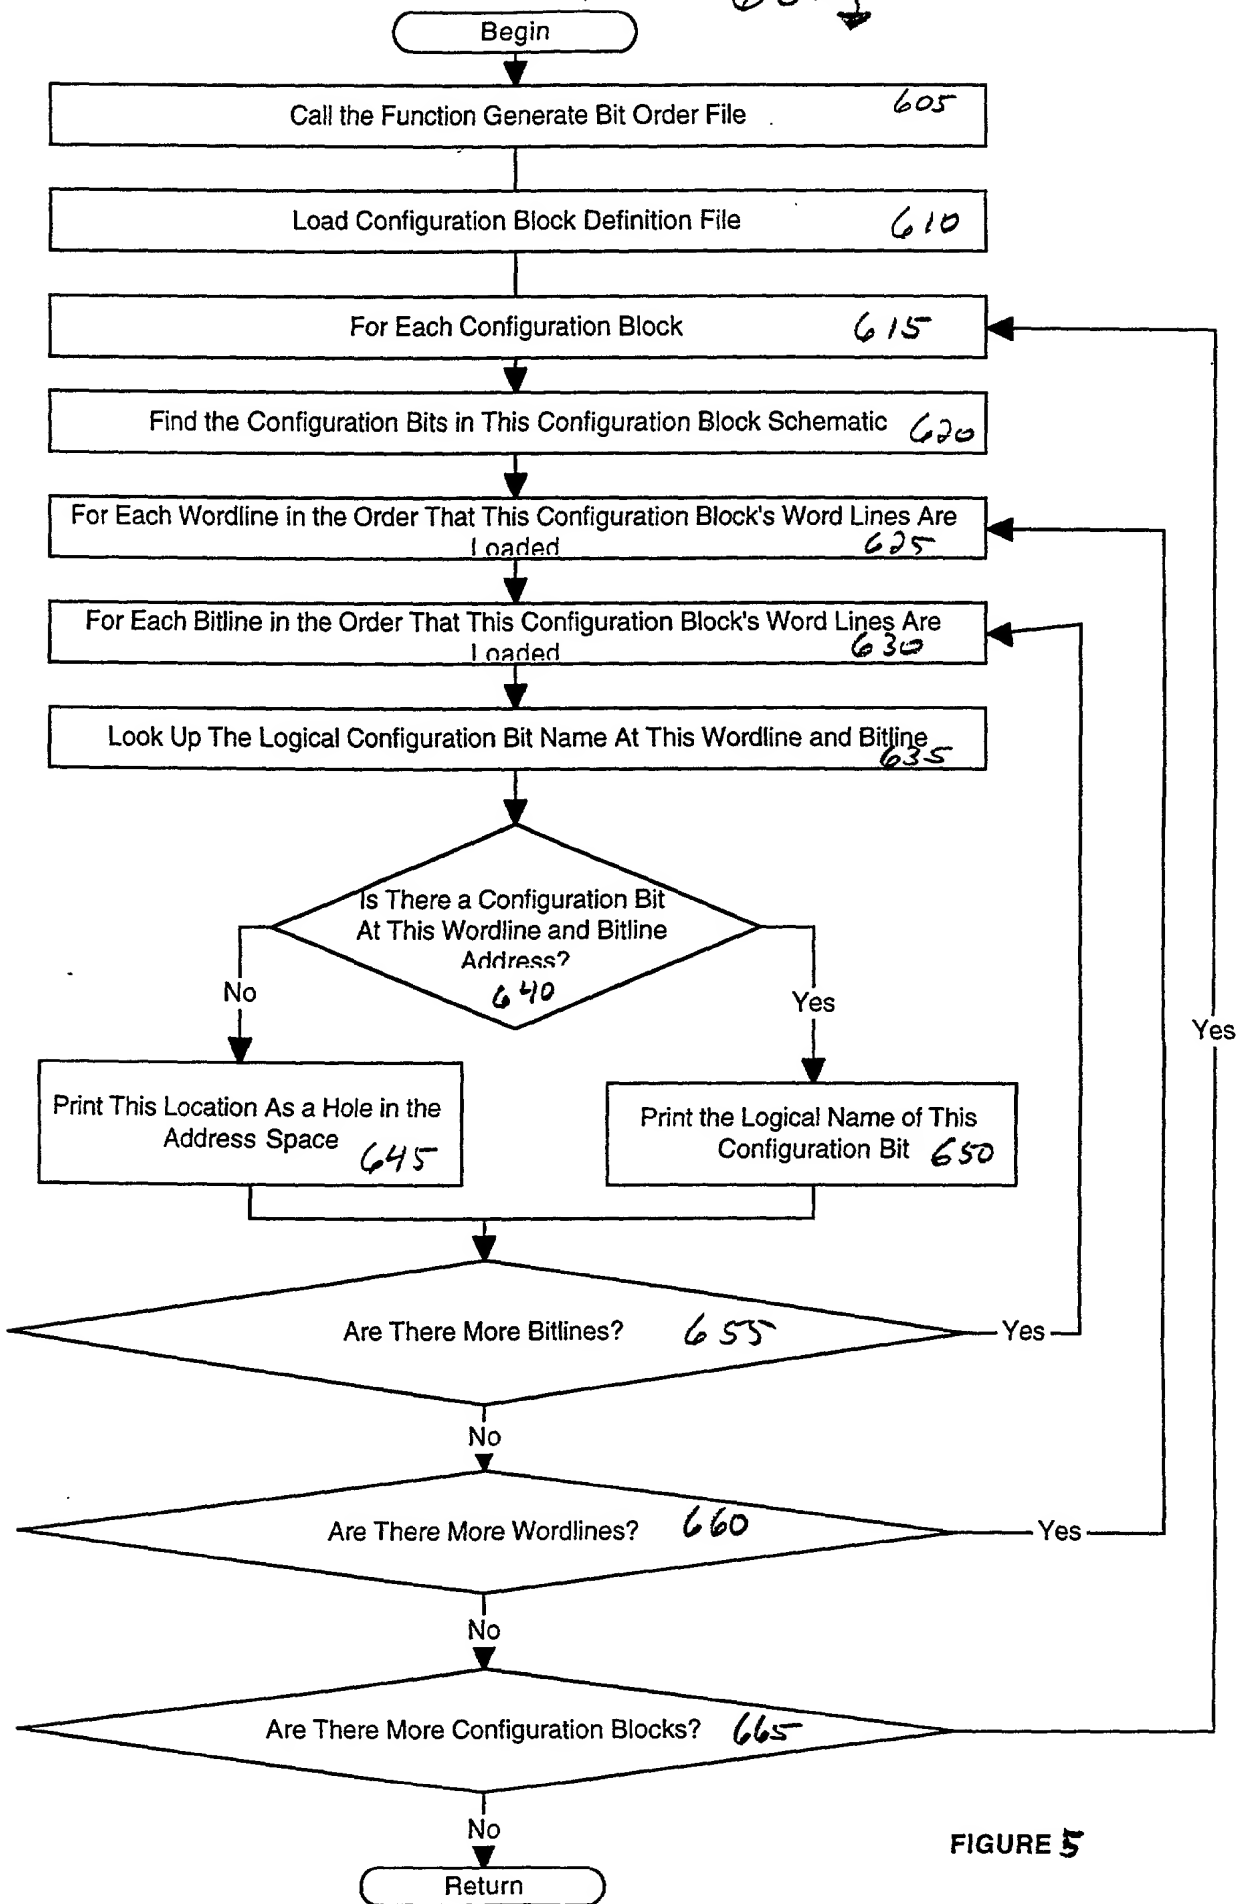 Begin
Call the Function Generate Bit Order File 605
Load Configuration Block Definition File 610
For Each Configuration Block 615
Find the Configuration Bits in This Configuration Block Schematic 620
For Each Wordline in the Order That This Configuration Block's Word Lines Are
Loaded 625
For Each Bitline in the Order That This Configuration Block's Word Lines Are
Loaded 630
Look Up The Logical Configuration Bit Name At This Wordline and Bitline
635
Is There a Configuration Bit
At This Wordline and Bitline
Address?
640
No
Yes
Yes
Print This Location As a Hole in the
Address Space 645
Print the Logical Name of This
Configuration Bit 650
Are There More Bitlines? 655
Yes
No
Are There More Wordlines? 660
Yes
No
Are There More Configuration Blocks? 665
No
Return
FIGURE 5